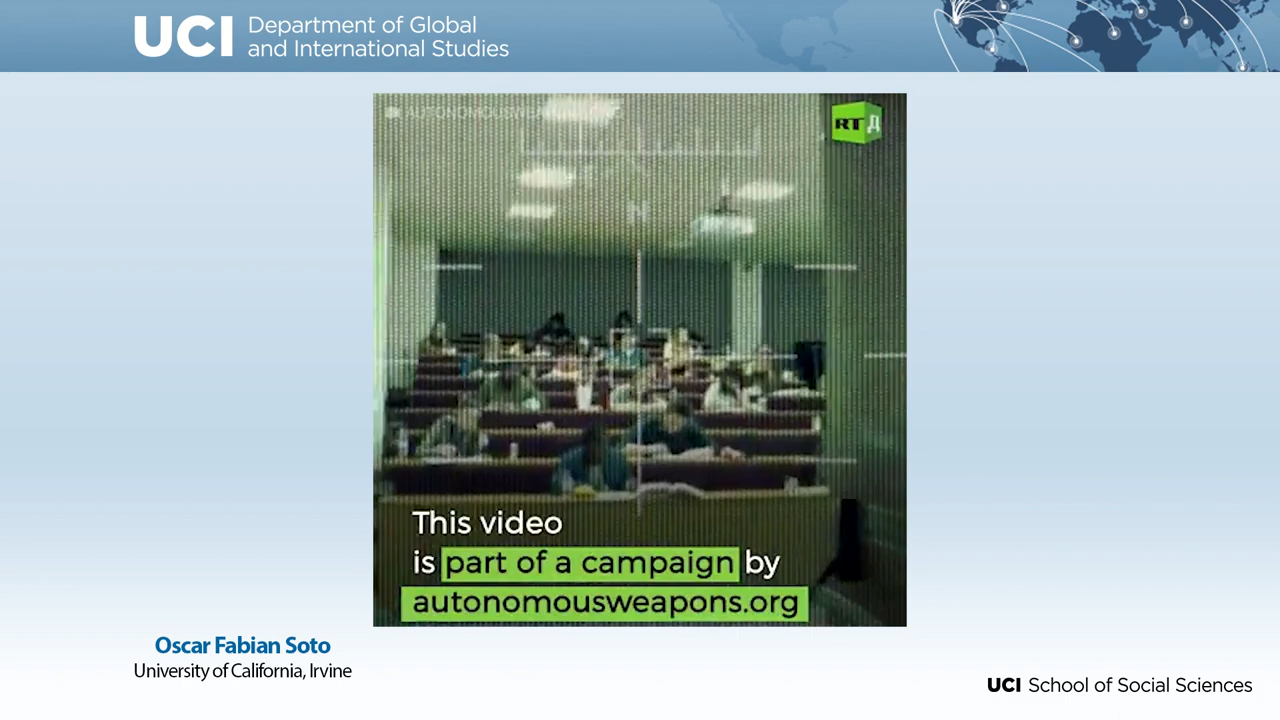 UCI Department of Global
and International Studies
RT Д
N
This video
is part of a campaign by
autonomousweapons.org
Oscar Fabian Soto
University of California, Irvine
UCI School of Social Sciences